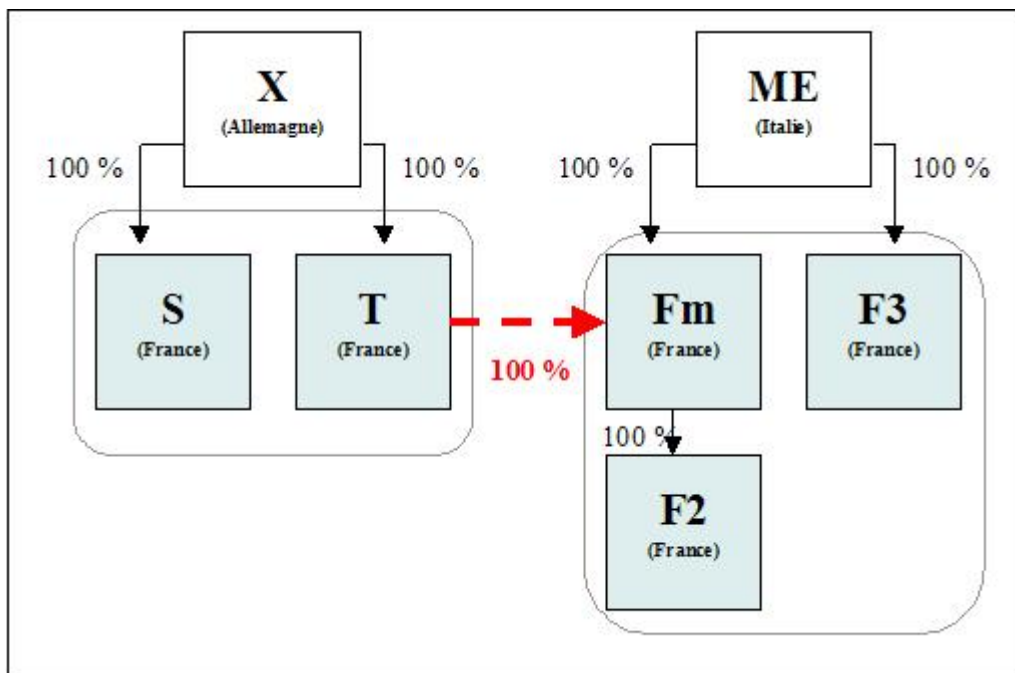 X
(Allemagne)
ME
(Italie)
100 %
100 %
100 %
100 %
S
(France)
T
(France)
Fm
(France)
F3
(France)
100 %
100 %
F2
(France)